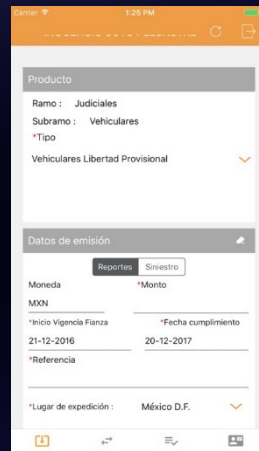 Carrier 1:25 PM
Producto
Ramo : Judiciales
Subramo : Vehiculares
*Tipo
Vehiculares Libertad Provisional
Datos de emisión
Reportes Siniestro
Moneda *Monto
MXN
*Inicio Vigencia Fianza *Fecha cumplimiento
21-12-2016 20-12-2017
*Referencia
*Lugar de expedición : México D.F.